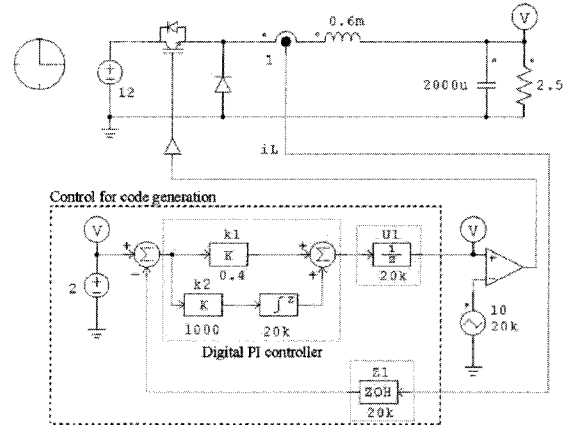 0.6m
V
12
1
2000u
2.5
iL
Control for code generation
V
k1
U1
V
K
1
z
0.4
20k
2
k2
K
∫ z
10
20k
1000
20k
Digital PI controller
Z1
ZOH
20k